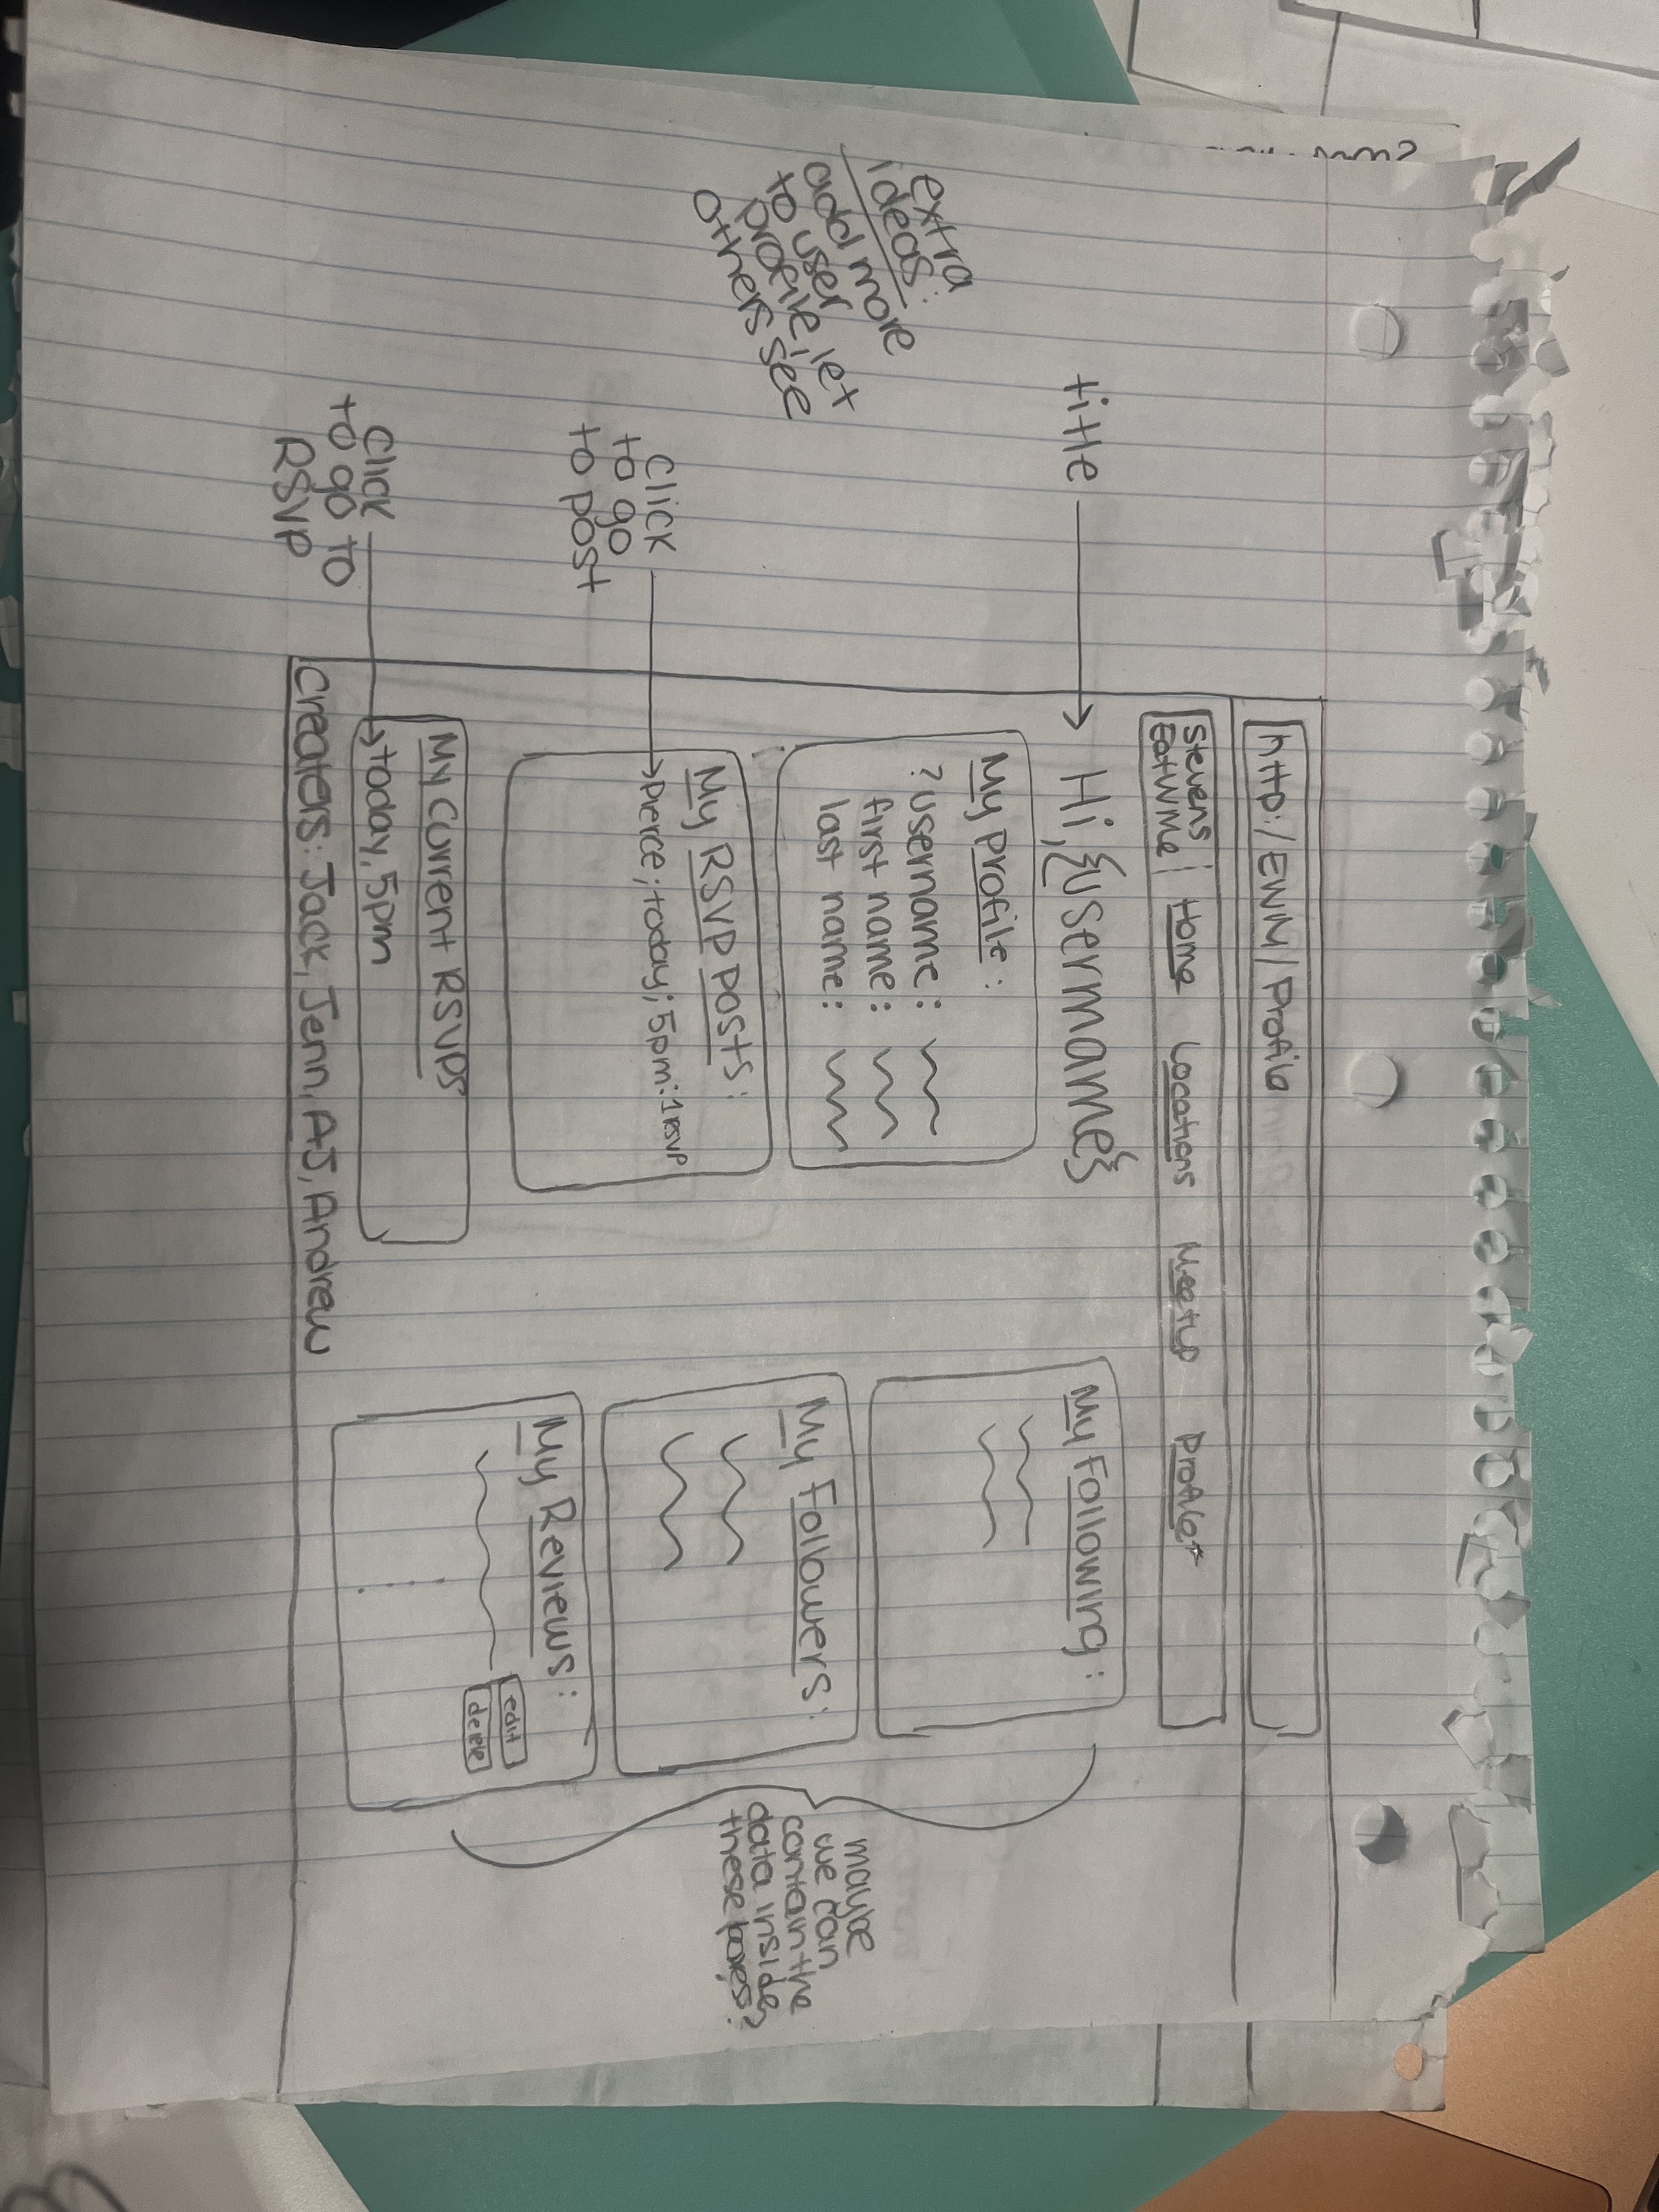 http:/EWM/Profile
Stevens
EatWMe
Home Locations Meetup Profile*
title
Hi, {username}
extra
ideas:
add more
to user
profile, let
others see
My Profile:
?username:
first name:
last name:
click
to go
to post
My RSVP posts:
Pierce; today; 5pm: 1 RSVP
click
to go to
RSVP
My Current RSVPS
today, 5pm
My Following:
My Followers:
My Reviews:
edit
delete
maybe
we can
contain the
data inside
these boxes?
Creaters: Jack, Jenn, AJ, Andrew